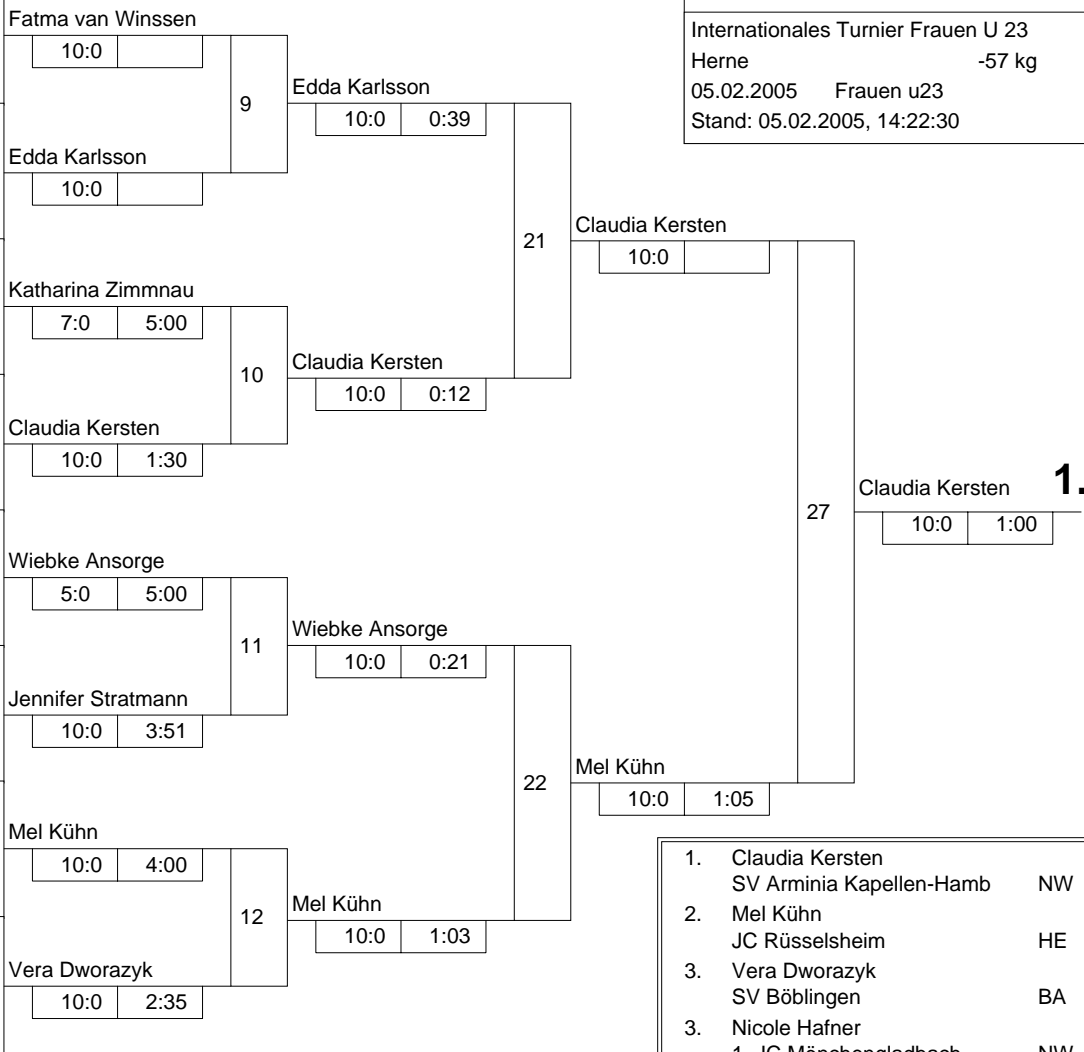 Fatma van Winssen
10:0
9
Edda Karlsson
10:0 0:39
Edda Karlsson
10:0
21
Claudia Kersten
10:0
Katharina Zimmnau
7:0 5:00
10
Claudia Kersten
10:0 0:12
Claudia Kersten
10:0 1:30
27
Claudia Kersten 1.
10:0 1:00
Wiebke Ansorge
5:0 5:00
11
Wiebke Ansorge
10:0 0:21
Jennifer Stratmann
10:0 3:51
22
Mel Kühn
10:0 1:05
Mel Kühn
10:0 4:00
12
Mel Kühn
10:0 1:03
Vera Dworazyk
10:0 2:35
Internationales Turnier Frauen U 23
Herne -57 kg
05.02.2005 Frauen u23
Stand: 05.02.2005, 14:22:30
1. Claudia Kersten
SV Arminia Kapellen-Hamb NW
2. Mel Kühn
JC Rüsselsheim HE
3. Vera Dworazyk
SV Böblingen BA
3. Nicole Hafner
1. JC Mönchengladbach NW